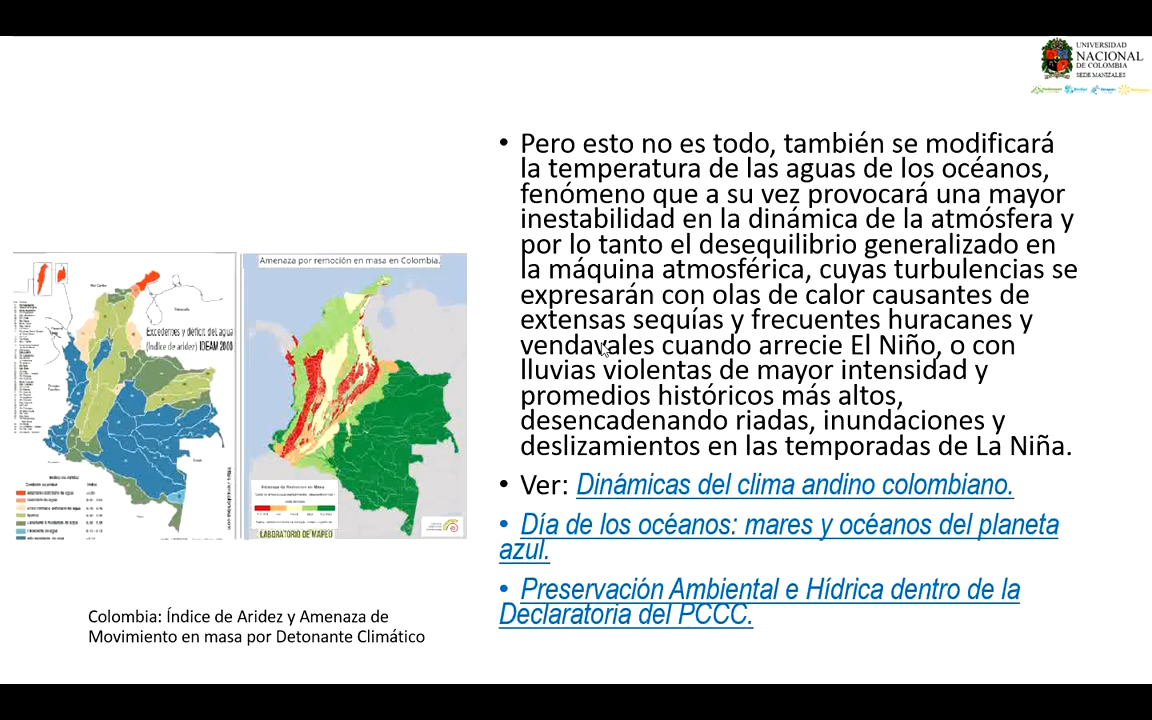 UNIVERSIDAD
NACIONAL
DE COLOMBIA
SEDE MANIZALES
• Pero esto no es todo, también se modificará
la temperatura de las aguas de los océanos,
fenómeno que a su vez provocará una mayor
inestabilidad en la dinámica de la atmósfera y
por lo tanto el desequilibrio generalizado en
la máquina atmosférica, cuyas turbulencias se
expresarán con olas de calor causantes de
extensas sequías y frecuentes huracanes y
vendavales cuando arrecie El Niño, o con
lluvias violentas de mayor intensidad y
promedios históricos más altos,
desencadenando riadas, inundaciones y
deslizamientos en las temporadas de La Niña.
• Ver: Dinámicas del clima andino colombiano.
• Día de los océanos: mares y océanos del planeta
azul.
• Preservación Ambiental e Hídrica dentro de la
Declaratoria del PCCC.
Excedentes y déficit del agua
(índice de aridez) IDEAM 2000
Amenaza por remoción en masa en Colombia.
LABORATORIO DE MAPEO
Colombia: Índice de Aridez y Amenaza de
Movimiento en masa por Detonante Climático